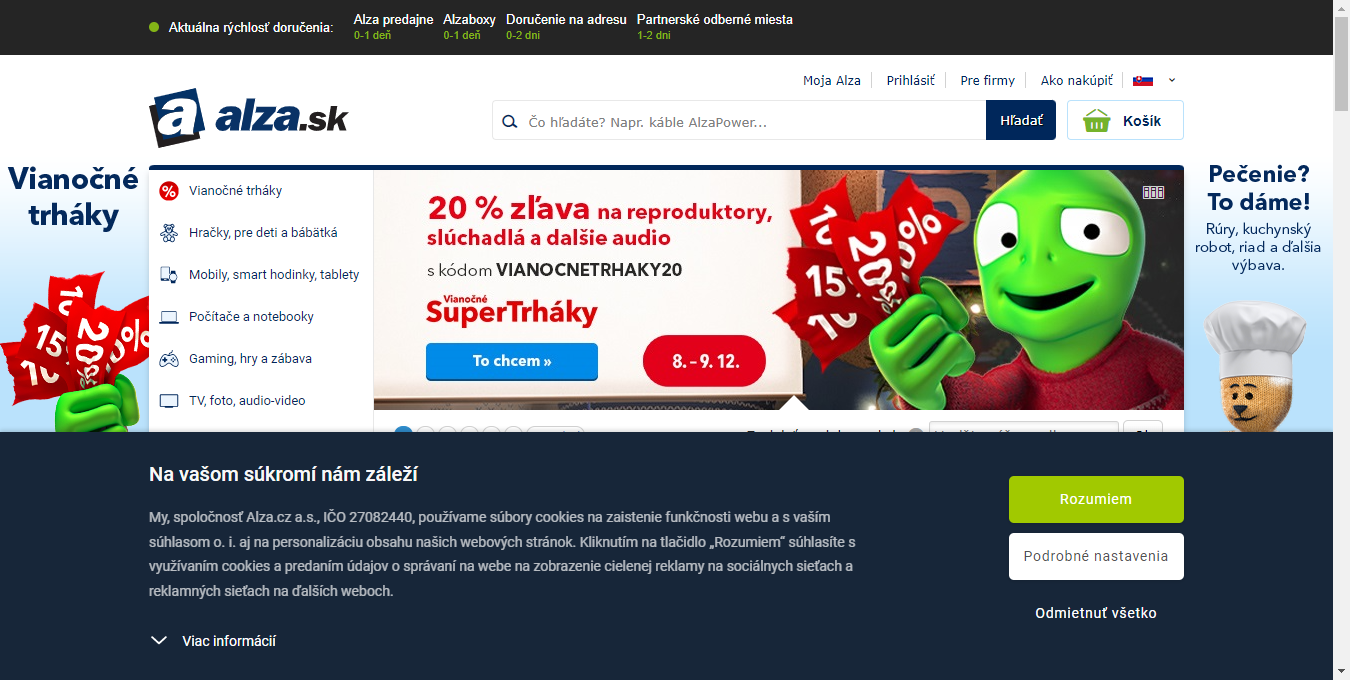 Aktuálna rýchlosť doručenia:
Alza predajne
0-1 deň
Alzaboxy
0-1 deň
Doručenie na adresu
0-2 dni
Partnerské odberné miesta
1-2 dni
Moja Alza
Prihlásiť
Pre firmy
Ako nakúpiť
a alza.sk
Čo hľadáte? Napr. káble AlzaPower...
Hľadať
Košík
Vianočné
trháky
Vianočné trháky
Hračky, pre deti a bábätká
Mobily, smart hodinky, tablety
Počítače a notebooky
Gaming, hry a zábava
TV, foto, audio-video
20 % zľava na reproduktory,
slúchadlá a dalšie audio
s kódom VIANOCNETRHAKY20
Vianočné
SuperTrháky
To chcem »
8. – 9. 12.
Pečenie?
To dáme!
Rúry, kuchynský
robot, riad a ďalšia
výbava.
Na vašom súkromí nám záleží
My, spoločnosť Alza.cz a.s., IČO 27082440, používame súbory cookies na zaistenie funkčnosti webu a s vaším
súhlasom o. i. aj na personalizáciu obsahu našich webových stránok. Kliknutím na tlačidlo „Rozumiem“ súhlasíte s
využívaním cookies a predaním údajov o správaní na webe na zobrazenie cielenej reklamy na sociálnych sieťach a
reklamných sieťach na ďalších weboch.
Viac informácií
Rozumiem
Podrobné nastavenia
Odmietnuť všetko